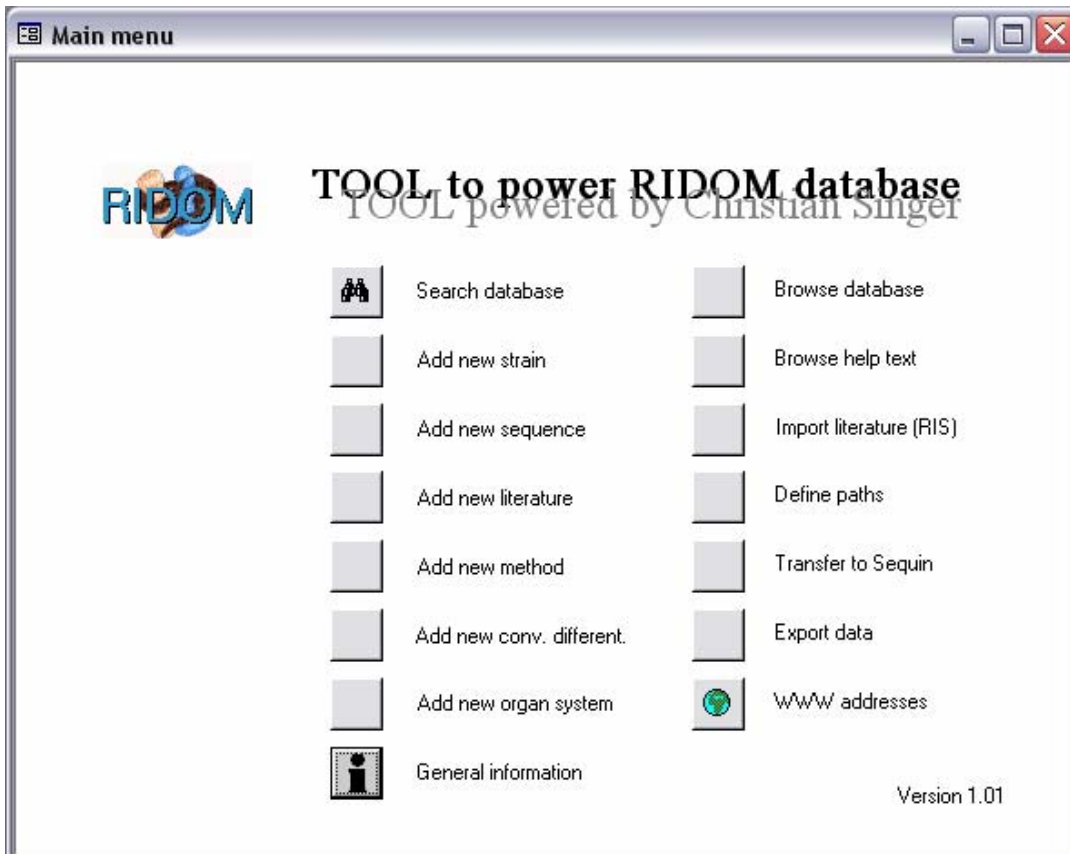 Main menu
RIDOM
TOOL to power RIDOM database
TOOL powered by Christian Singer
Search database
Add new strain
Add new sequence
Add new literature
Add new method
Add new conv. different.
Add new organ system
General information
Browse database
Browse help text
Import literature (RIS)
Define paths
Transfer to Sequin
Export data
WWW addresses
Version 1.01